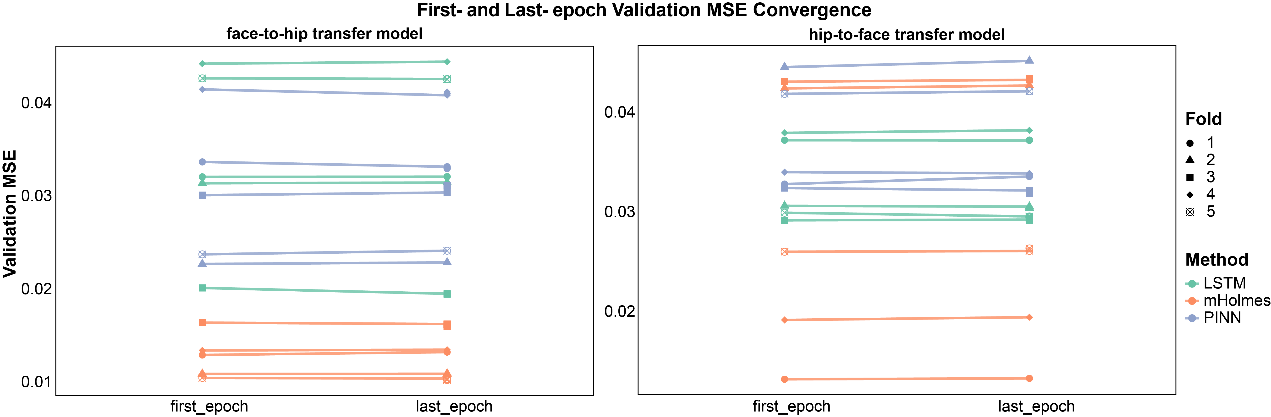 First- and Last- epoch Validation MSE Convergence
face-to-hip transfer model
hip-to-face transfer model
Validation MSE
0.04
0.03
0.02
0.01
first_epoch
last_epoch
0.04
0.03
0.02
first_epoch
last_epoch
Fold
1
2
3
4
5
Method
LSTM
mHolmes
PINN